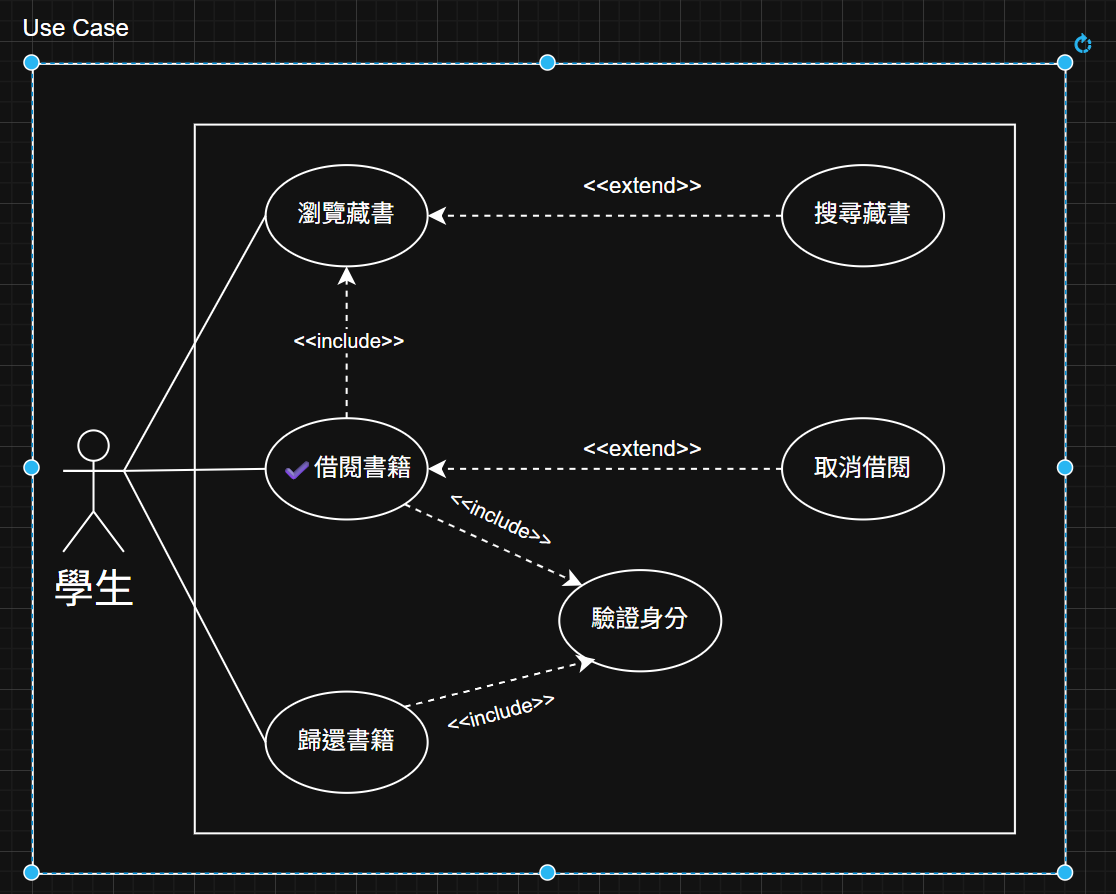 Use Case
<<extend>>
瀏覽藏書
搜尋藏書
<<include>>
<<extend>>
借閱書籍
取消借閱
<<include>>
學生
驗證身分
<<include>>
歸還書籍